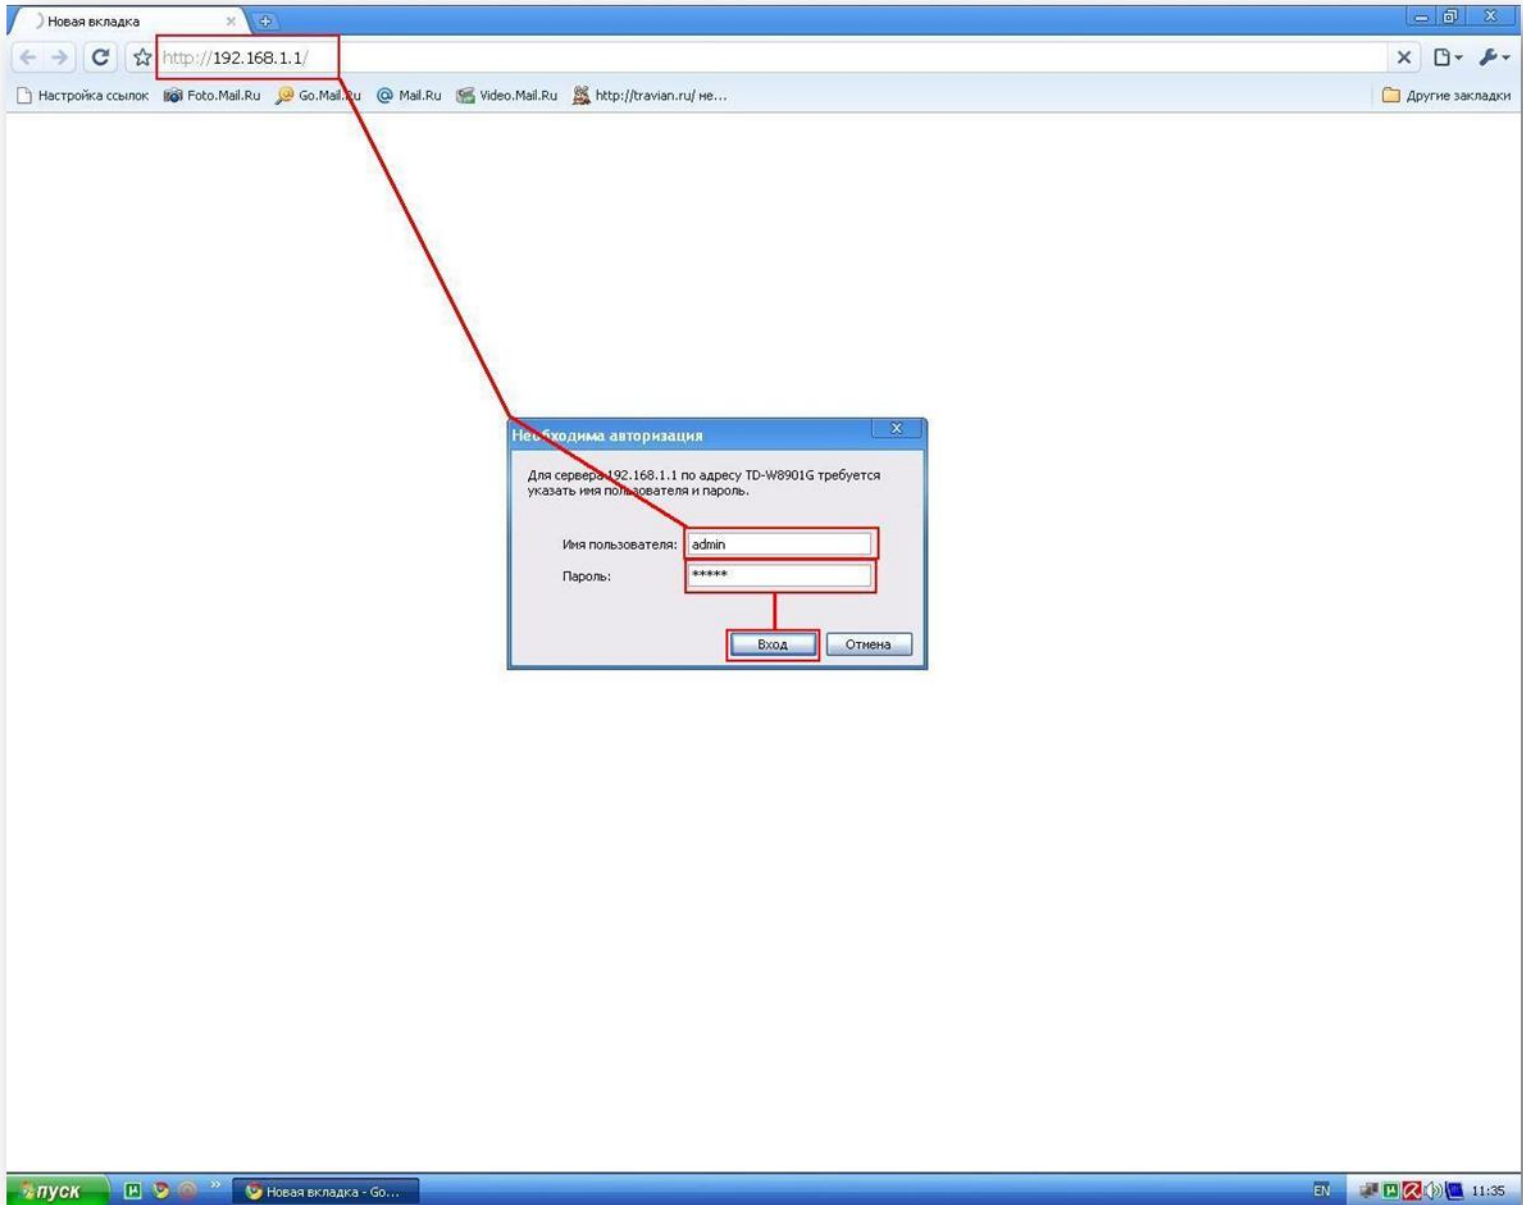 Новая вкладка
http://192.168.1.1/
Настройка ссылок Foto.Mail.Ru Go.Mail.Ru Mail.Ru Video.Mail.Ru http://travian.ru/ не... Другие закладки
Необходима авторизация
Для сервера 192.168.1.1 по адресу TD-W8901G требуется
указать имя пользователя и пароль.
Имя пользователя: admin
Пароль: *****
Вход Отмена
пуск Новая вкладка - Go... EN 11:35